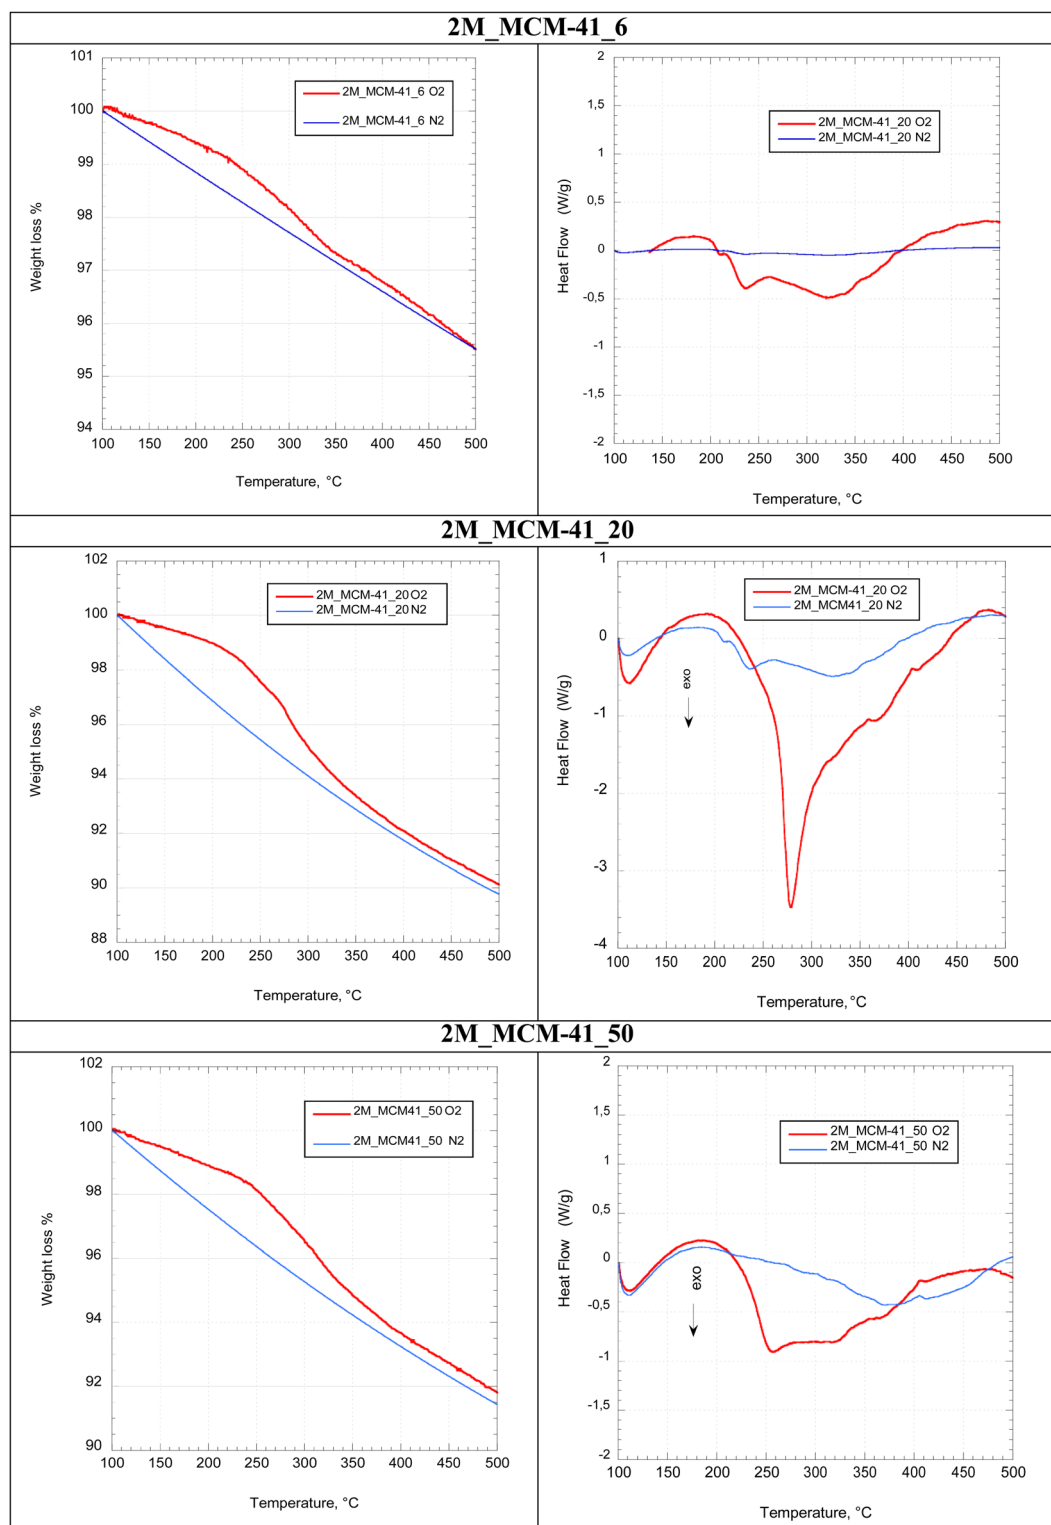 2M_MCM-41_6
101
100
99
98
97
96
95
94
100 150 200 250 300 350 400 450 500
Weight loss %
Temperature, °C
2M_MCM-41_6 O2
2M_MCM-41_6 N2
2
1,5
1
0,5
0
-0,5
-1
-1,5
-2
100 150 200 250 300 350 400 450 500
Heat Flow (W/g)
Temperature, °C
2M_MCM-41_20 O2
2M_MCM-41_20 N2
2M_MCM-41_20
102
100
98
96
94
92
90
88
100 150 200 250 300 350 400 450 500
Weight loss %
Temperature, °C
2M_MCM-41_20 O2
2M_MCM-41_20 N2
1
0
-1
-2
-3
-4
100 150 200 250 300 350 400 450 500
Heat Flow (W/g)
Temperature, °C
2M_MCM-41_20 O2
2M_MCM41_20 N2
exo
2M_MCM-41_50
102
100
98
96
94
92
90
100 150 200 250 300 350 400 450 500
Weight loss %
Temperature, °C
2M_MCM41_50 O2
2M_MCM41_50 N2
2
1,5
1
0,5
0
-0,5
-1
-1,5
-2
100 150 200 250 300 350 400 450 500
Heat Flow (W/g)
Temperature, °C
2M_MCM-41_50 O2
2M_MCM-41_50 N2
exo